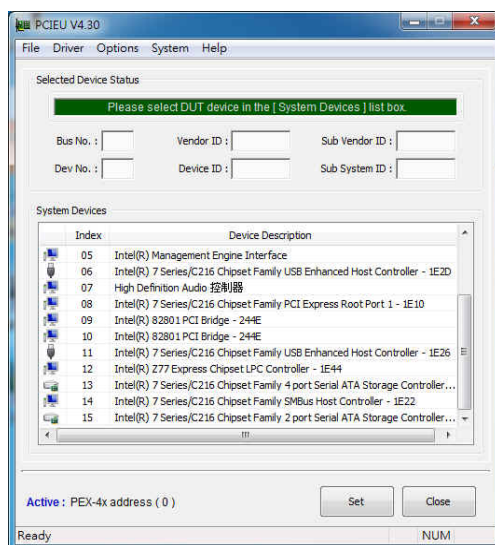 PCIEU V4.30
File Driver Options System Help
Selected Device Status
Please select DUT device in the [ System Devices ] list box.
Bus No. : Vendor ID : Sub Vendor ID :
Dev No. : Device ID : Sub System ID :
System Devices
Index Device Description
05 Intel(R) Management Engine Interface
06 Intel(R) 7 Series/C216 Chipset Family USB Enhanced Host Controller - 1E2D
07 High Definition Audio 控制器
08 Intel(R) 7 Series/C216 Chipset Family PCI Express Root Port 1 - 1E10
09 Intel(R) 82801 PCI Bridge - 244E
10 Intel(R) 82801 PCI Bridge - 244E
11 Intel(R) 7 Series/C216 Chipset Family USB Enhanced Host Controller - 1E26
12 Intel(R) Z77 Express Chipset LPC Controller - 1E44
13 Intel(R) 7 Series/C216 Chipset Family 4 port Serial ATA Storage Controller...
14 Intel(R) 7 Series/C216 Chipset Family SMBus Host Controller - 1E22
15 Intel(R) 7 Series/C216 Chipset Family 2 port Serial ATA Storage Controller...
Active : PEX-4x address ( 0 ) Set Close
Ready NUM